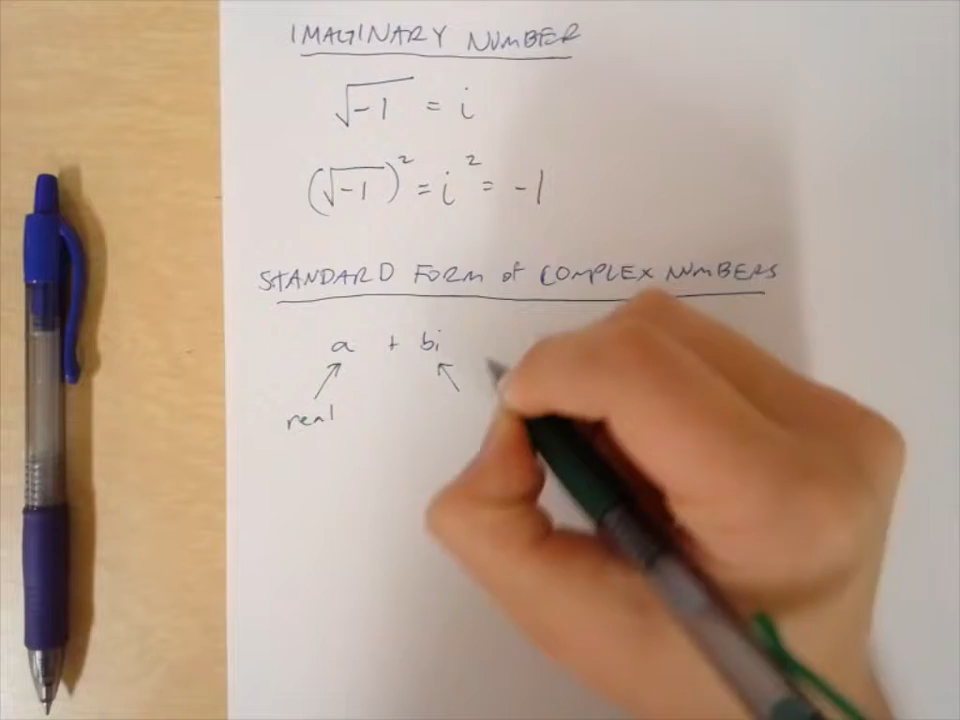 IMAGINARY NUMBER
√-1 = i
(√-1)² = i² = -1
STANDARD FORM of COMPLEX NUMBERS
a + bi
real